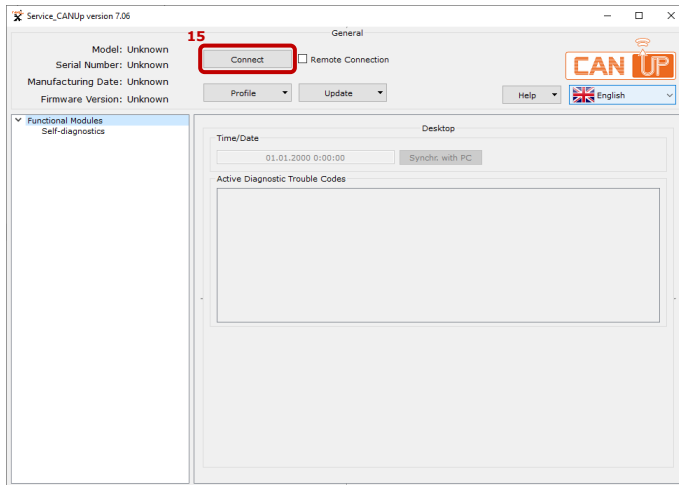 Service_CANUp version 7.06
General
15
Model: Unknown
Serial Number: Unknown
Manufacturing Date: Unknown
Firmware Version: Unknown
Connect
Remote Connection
Profile
Update
Help
English
CAN UP
Functional Modules
Self-diagnostics
Desktop
Time/Date
01.01.2000 0:00:00
Synchc with PC
Active Diagnostic Trouble Codes